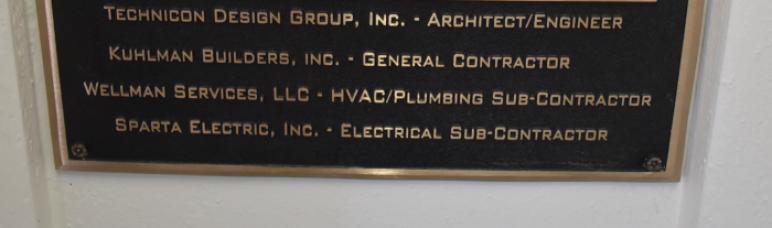 Technicon Design Group, Inc. - Architect/Engineer
Kuhlman Builders, inc. - General Contractor
Wellman Services, LLC - HVAC/Plumbing Sub-Contractor
Sparta Electric, Inc. - Electrical Sub-Contractor